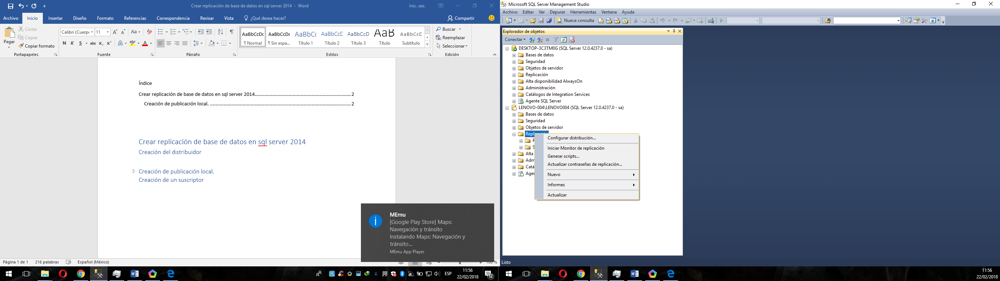 Crear replicación de base de datos en sql server 2014 - Word
Inic. ses.
Archivo Inicio Insertar Diseño Formato Referencias Correspondencia Revisar Vista ¿Qué desea hacer? Compartir
Pegar
Cortar
Copiar
Copiar formato
Portapapeles
Calibri (Cuerpo 11
N K S abc x₂ x²
Fuente
Párrafo
AaBbCcDc AaBbCcDc AaBbCc AaBbCcD AaBbCcD AaB AaBbCcD
¶ Normal ¶ Sin espa... Título 1 Título 2 Título 3 Título Subtítulo
Estilos
Buscar
Reemplazar
Seleccionar
Edición
Índice
Crear replicación de base de datos en sql server 2014 2
Creación de publicación local. 2
Crear replicación de base de datos en sql server 2014
Creación del distribuidor
Creación de publicación local.
Creación de un suscriptor
MEmu
[Google Play Store] Maps:
Navegación y tránsito
Instalando Maps: Navegación y
tránsito...
MEmu App Player
Página 1 de 1 216 palabras Español (México) 100 %
ESP
11:56
22/02/2018
12
Microsoft SQL Server Management Studio
Archivo Editar Ver Depurar Herramientas Ventana Ayuda
Nueva consulta
Explorador de objetos
Conectar
DESKTOP-3C3TM0G (SQL Server 12.0.4237.0 - sa)
Bases de datos
Seguridad
Objetos de servidor
Replicación
Alta disponibilidad AlwaysOn
Administración
Catálogos de Integration Services
Agente SQL Server
LENOVO-004\LENOVO004 (SQL Server 12.0.4237.0 - sa)
Bases de datos
Seguridad
Objetos de servidor
Alta
Configurar distribución...
Iniciar Monitor de replicación
Generar scripts...
Actualizar contraseñas de replicación...
Nuevo
Informes
Actualizar
Listo
11:56
22/02/2018